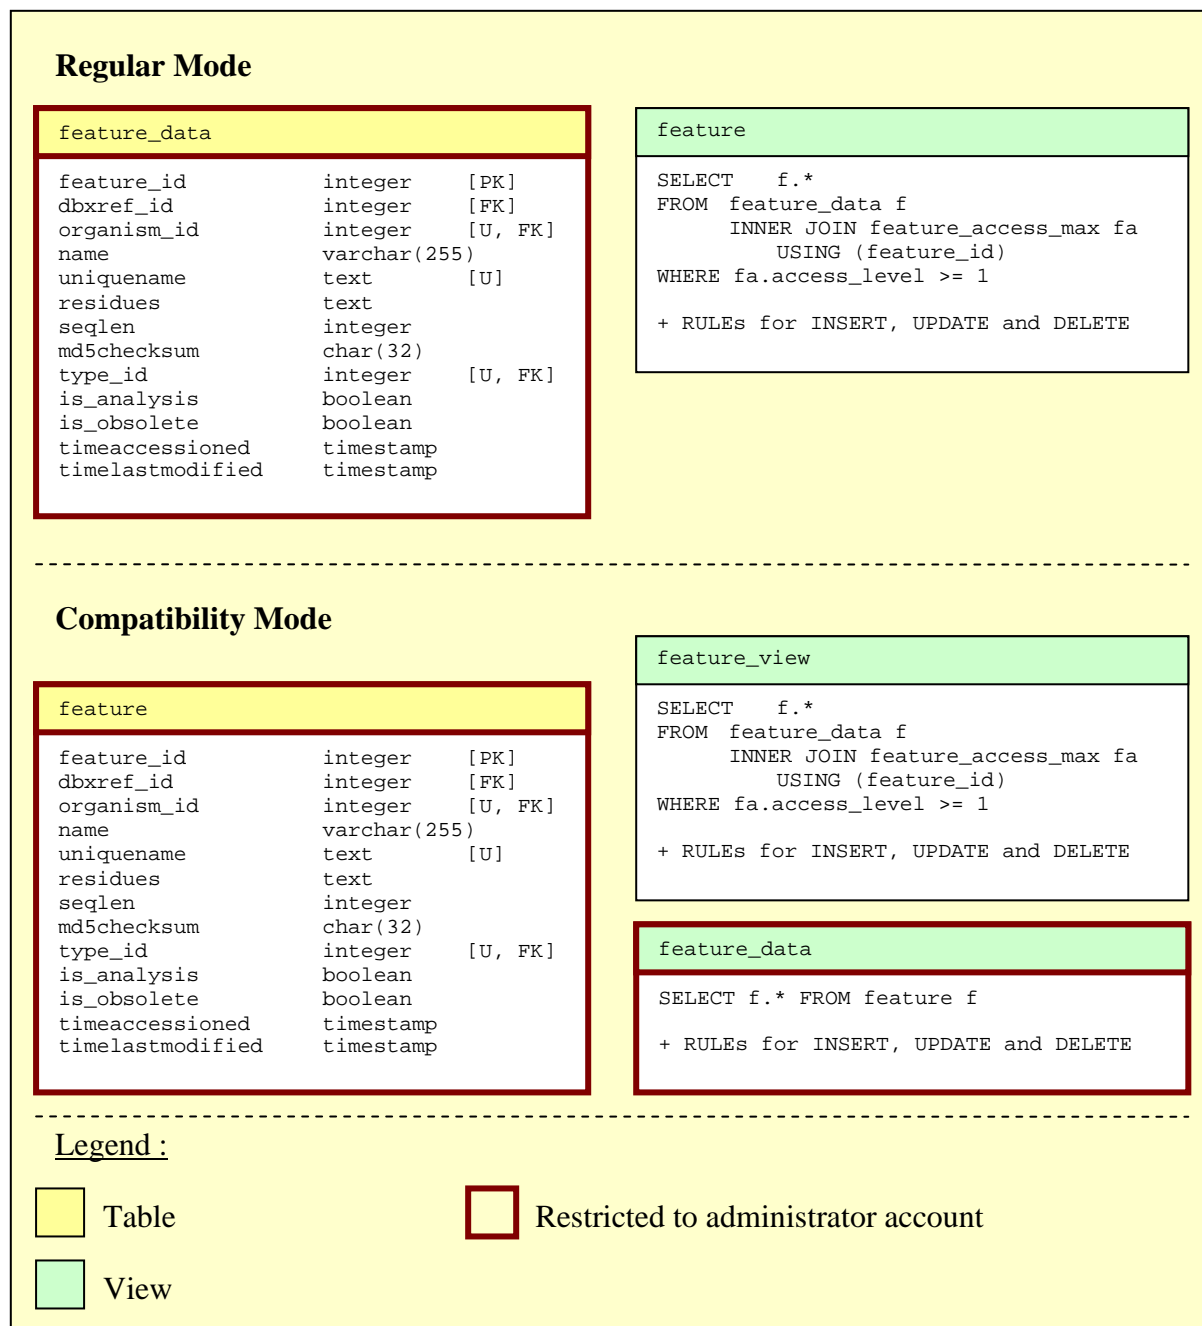 Regular Mode
feature_data
feature_id integer [PK]
dbxref_id integer [FK]
organism_id integer [U, FK]
name varchar(255)
uniquename text [U]
residues text
seqlen integer
md5checksum char(32)
type_id integer [U, FK]
is_analysis boolean
is_obsolete boolean
timeaccessioned timestamp
timelastmodified timestamp
feature
SELECT f.*
FROM feature_data f
INNER JOIN feature_access_max fa
USING (feature_id)
WHERE fa.access_level >= 1
+ RULEs for INSERT, UPDATE and DELETE
Compatibility Mode
feature
feature_id integer [PK]
dbxref_id integer [FK]
organism_id integer [U, FK]
name varchar(255)
uniquename text [U]
residues text
seqlen integer
md5checksum char(32)
type_id integer [U, FK]
is_analysis boolean
is_obsolete boolean
timeaccessioned timestamp
timelastmodified timestamp
feature_view
SELECT f.*
FROM feature_data f
INNER JOIN feature_access_max fa
USING (feature_id)
WHERE fa.access_level >= 1
+ RULEs for INSERT, UPDATE and DELETE
feature_data
SELECT f.* FROM feature f
+ RULEs for INSERT, UPDATE and DELETE
Legend :
Table
Restricted to administrator account
View